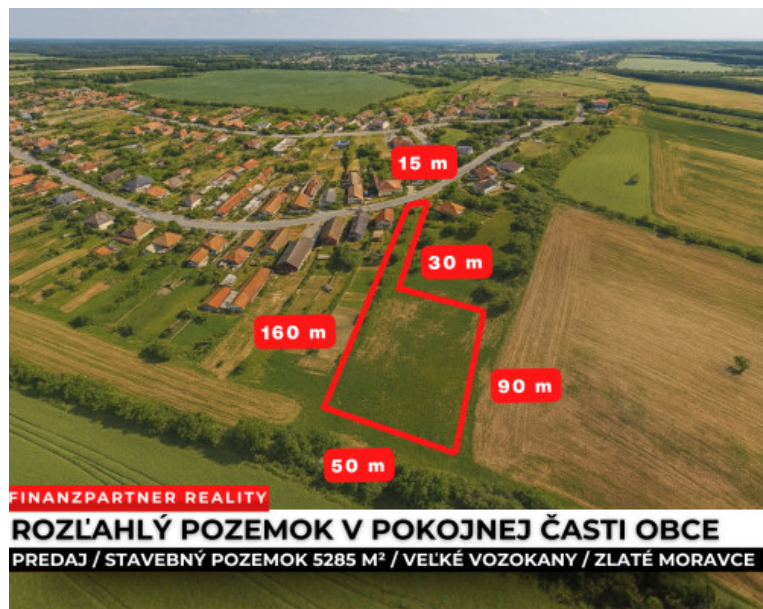 15 m
30 m
160 m
90 m
50 m
FINANZPARTNER REALITY
ROZĽAHLÝ POZEMOK V POKOJNEJ ČASTI OBCE
PREDAJ / STAVEBNÝ POZEMOK 5285 M² / VEĽKÉ VOZOKANY / ZLATÉ MORAVCE